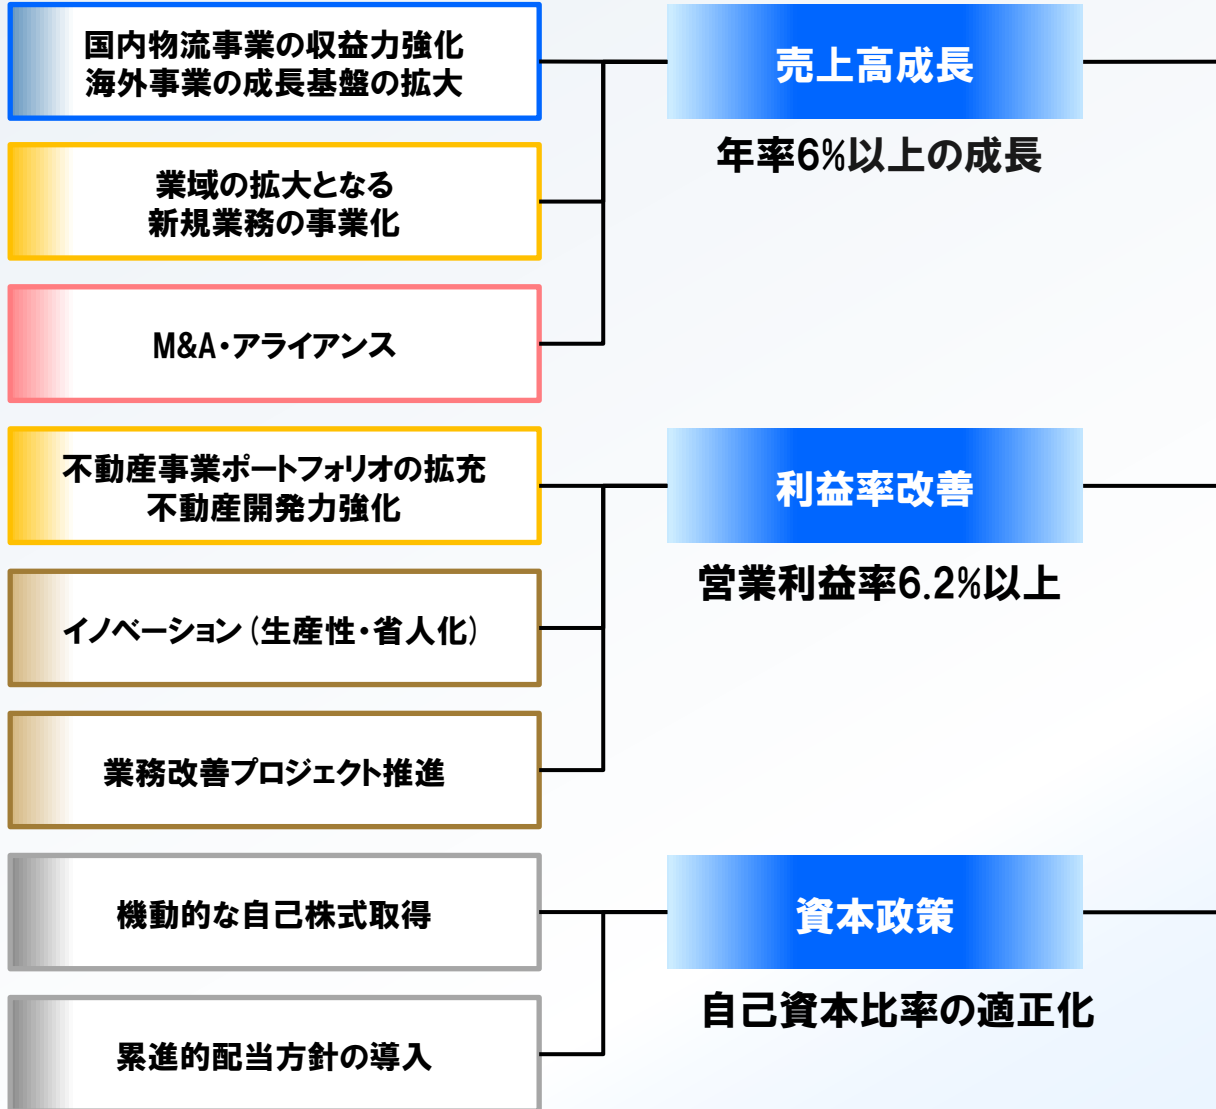 国内物流事業の収益力強化
海外事業の成長基盤の拡大
売上高成長
年率6%以上の成長
業域の拡大となる
新規業務の事業化
M&A・アライアンス
不動産事業ポートフォリオの拡充
不動産開発力強化
利益率改善
営業利益率6.2%以上
イノベーション(生産性・省人化)
業務改善プロジェクト推進
機動的な自己株式取得
資本政策
自己資本比率の適正化
累進的配当方針の導入